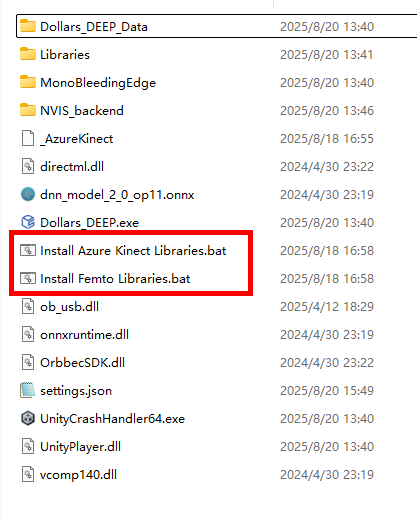 Dollars_DEEP_Data 2025/8/20 13:40
Libraries 2025/8/20 13:41
MonoBleedingEdge 2025/8/20 13:40
NVIS_backend 2025/8/20 13:46
_AzureKinect 2025/8/18 16:55
directml.dll 2024/4/30 23:22
dnn_model_2_0_op11.onnx 2024/4/30 23:19
Dollars_DEEP.exe 2025/8/20 13:40
Install Azure Kinect Libraries.bat 2025/8/18 16:58
Install Femto Libraries.bat 2025/8/18 16:58
ob_usb.dll 2025/4/12 18:29
onnxruntime.dll 2024/4/30 23:19
OrbbecSDK.dll 2024/4/30 23:22
settings.json 2025/8/20 15:49
UnityCrashHandler64.exe 2025/8/20 13:40
UnityPlayer.dll 2025/8/20 13:40
vcomp140.dll 2024/4/30 23:19